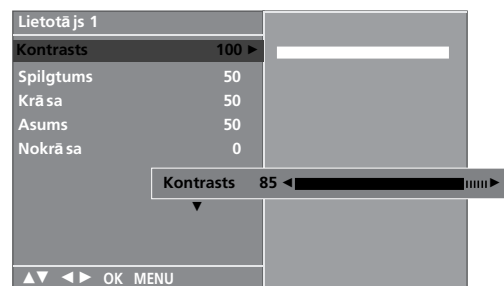 Lietotājs 1
Kontrasts 100 ►
Spilgtums 50
Krāsa 50
Asums 50
Nokrāsa 0
Kontrasts 85 ◄ ►
▼
▲▼ ◄► OK MENU